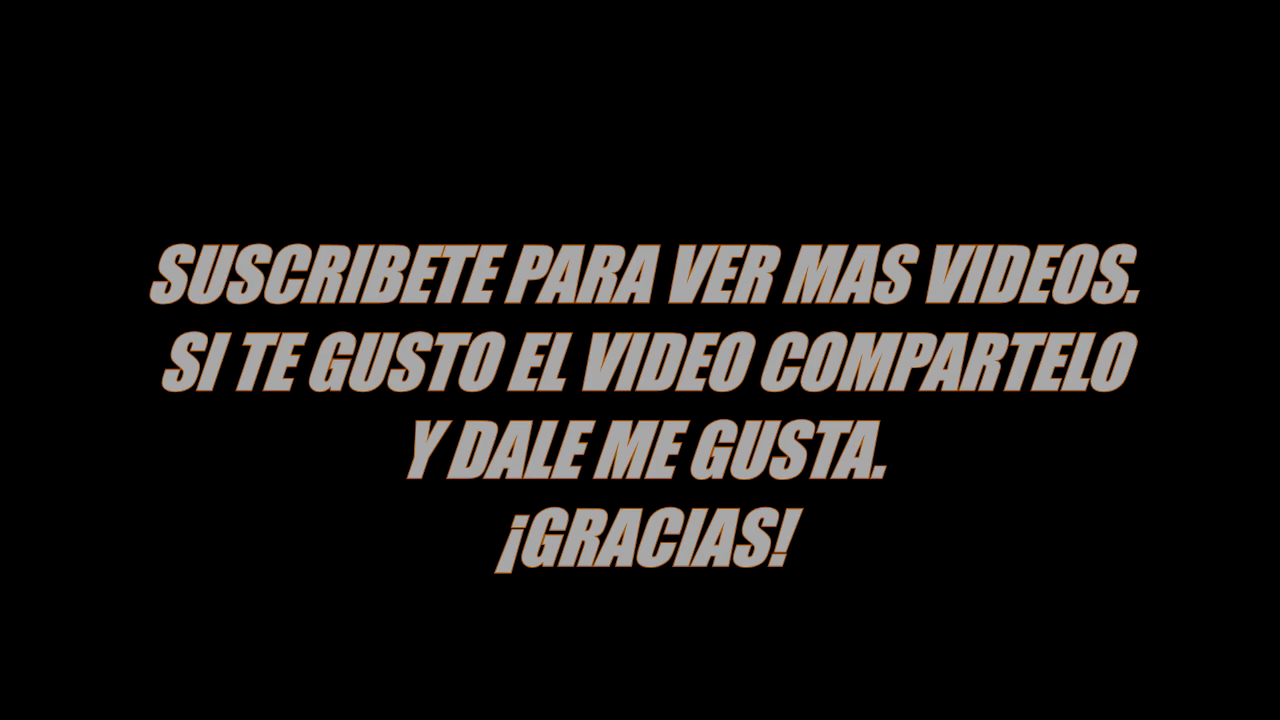 SUSCRIBETE PARA VER MAS VIDEOS.
SI TE GUSTO EL VIDEO COMPARTELO
Y DALE ME GUSTA.
¡GRACIAS!